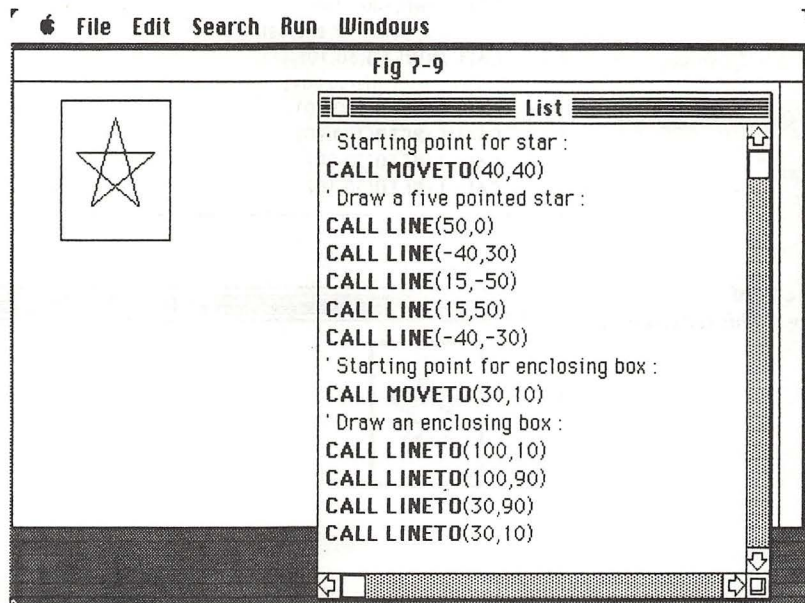 File Edit Search Run Windows
Fig 7-9
List
' Starting point for star :
CALL MOVETO(40,40)
' Draw a five pointed star :
CALL LINE(50,0)
CALL LINE(-40,30)
CALL LINE(15,-50)
CALL LINE(15,50)
CALL LINE(-40,-30)
' Starting point for enclosing box :
CALL MOVETO(30,10)
' Draw an enclosing box :
CALL LINETO(100,10)
CALL LINETO(100,90)
CALL LINETO(30,90)
CALL LINETO(30,10)